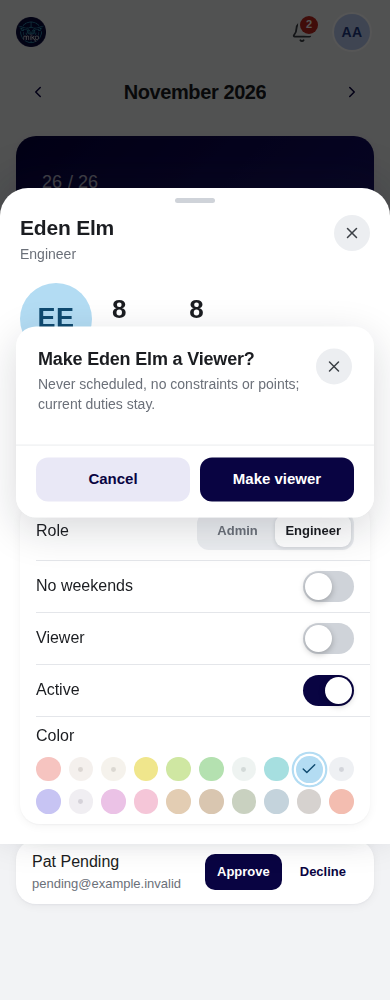 miko
2
AA
November 2026
26 / 26
Eden Elm
Engineer
EE
8 8
Make Eden Elm a Viewer?
Never scheduled, no constraints or points;
current duties stay.
Cancel Make viewer
Role Admin Engineer
No weekends
Viewer
Active
Color
Pat Pending
pending@example.invalid
Approve Decline